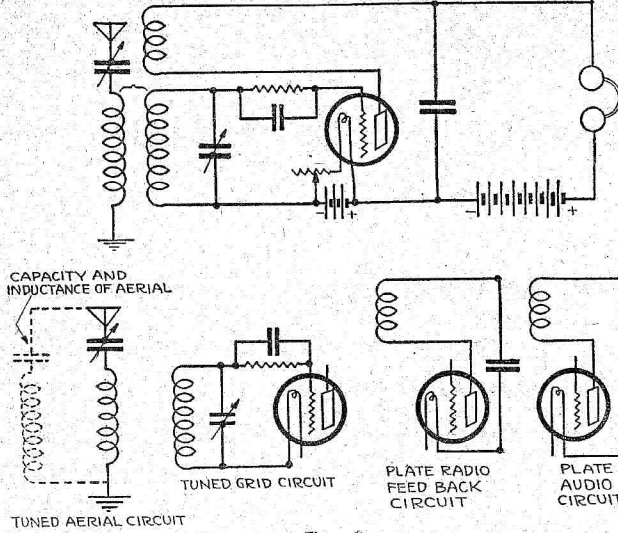 - +
- +
CAPACITY AND
INDUCTANCE OF AERIAL
TUNED AERIAL CIRCUIT
TUNED GRID CIRCUIT
PLATE RADIO
FEED BACK
CIRCUIT
PLATE
AUDIO
CIRCUIT